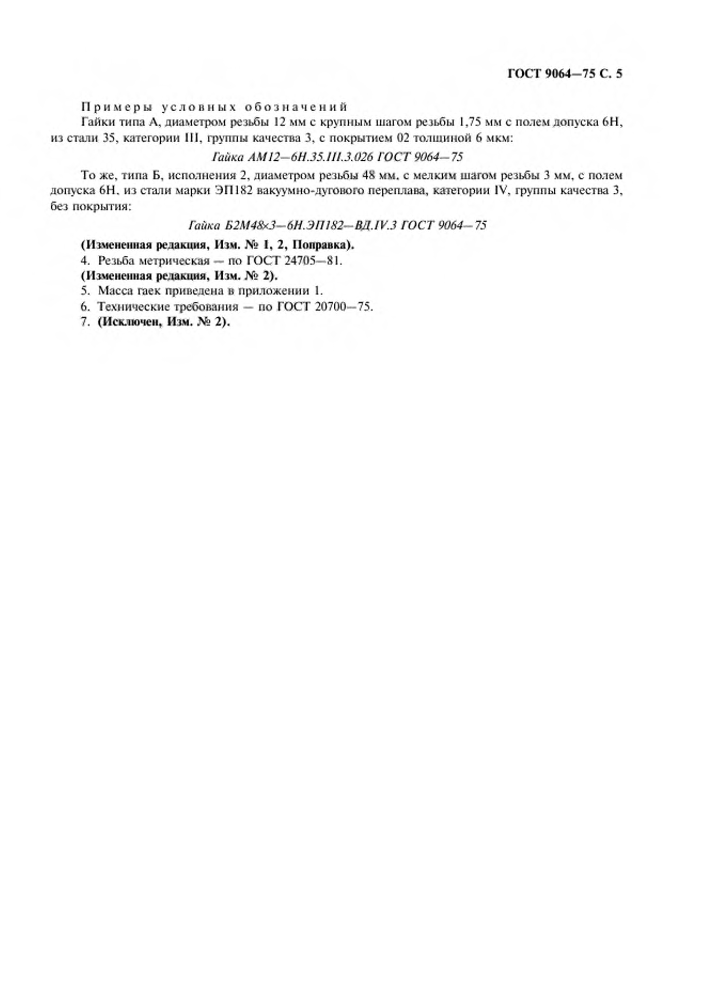 ГОСТ 9064—75 С. 5
Примеры условных обозначений
Гайки типа А, диаметром резьбы 12 мм с крупным шагом резьбы 1,75 мм с полем допуска 6Н,
из стали 35, категории III, группы качества 3, с покрытием 02 толщиной 6 мкм:
Гайка АМ12—6Н.35.III.3.026 ГОСТ 9064—75
То же, типа Б, исполнения 2, диаметром резьбы 48 мм, с мелким шагом резьбы 3 мм, с полем
допуска 6Н, из стали марки ЭП182 вакуумно-дугового переплава, категории IV, группы качества 3,
без покрытия:
Гайка Б2М48×3—6Н.ЭП182—ВД.IV.3 ГОСТ 9064—75
(Измененная редакция, Изм. № 1, 2, Поправка).
4. Резьба метрическая — по ГОСТ 24705—81.
(Измененная редакция, Изм. № 2).
5. Масса гаек приведена в приложении 1.
6. Технические требования — по ГОСТ 20700—75.
7. (Исключен, Изм. № 2).